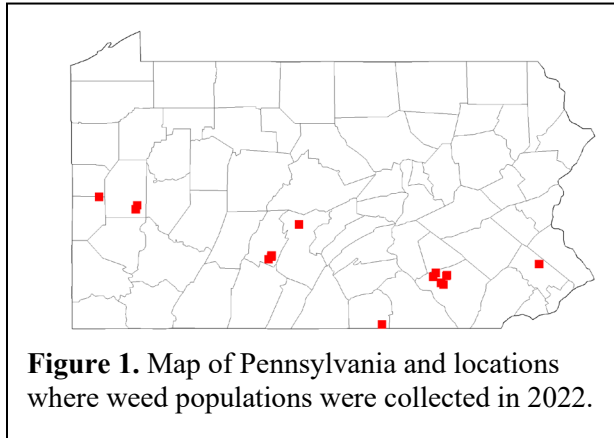 Figure 1. Map of Pennsylvania and locations
where weed populations were collected in 2022.